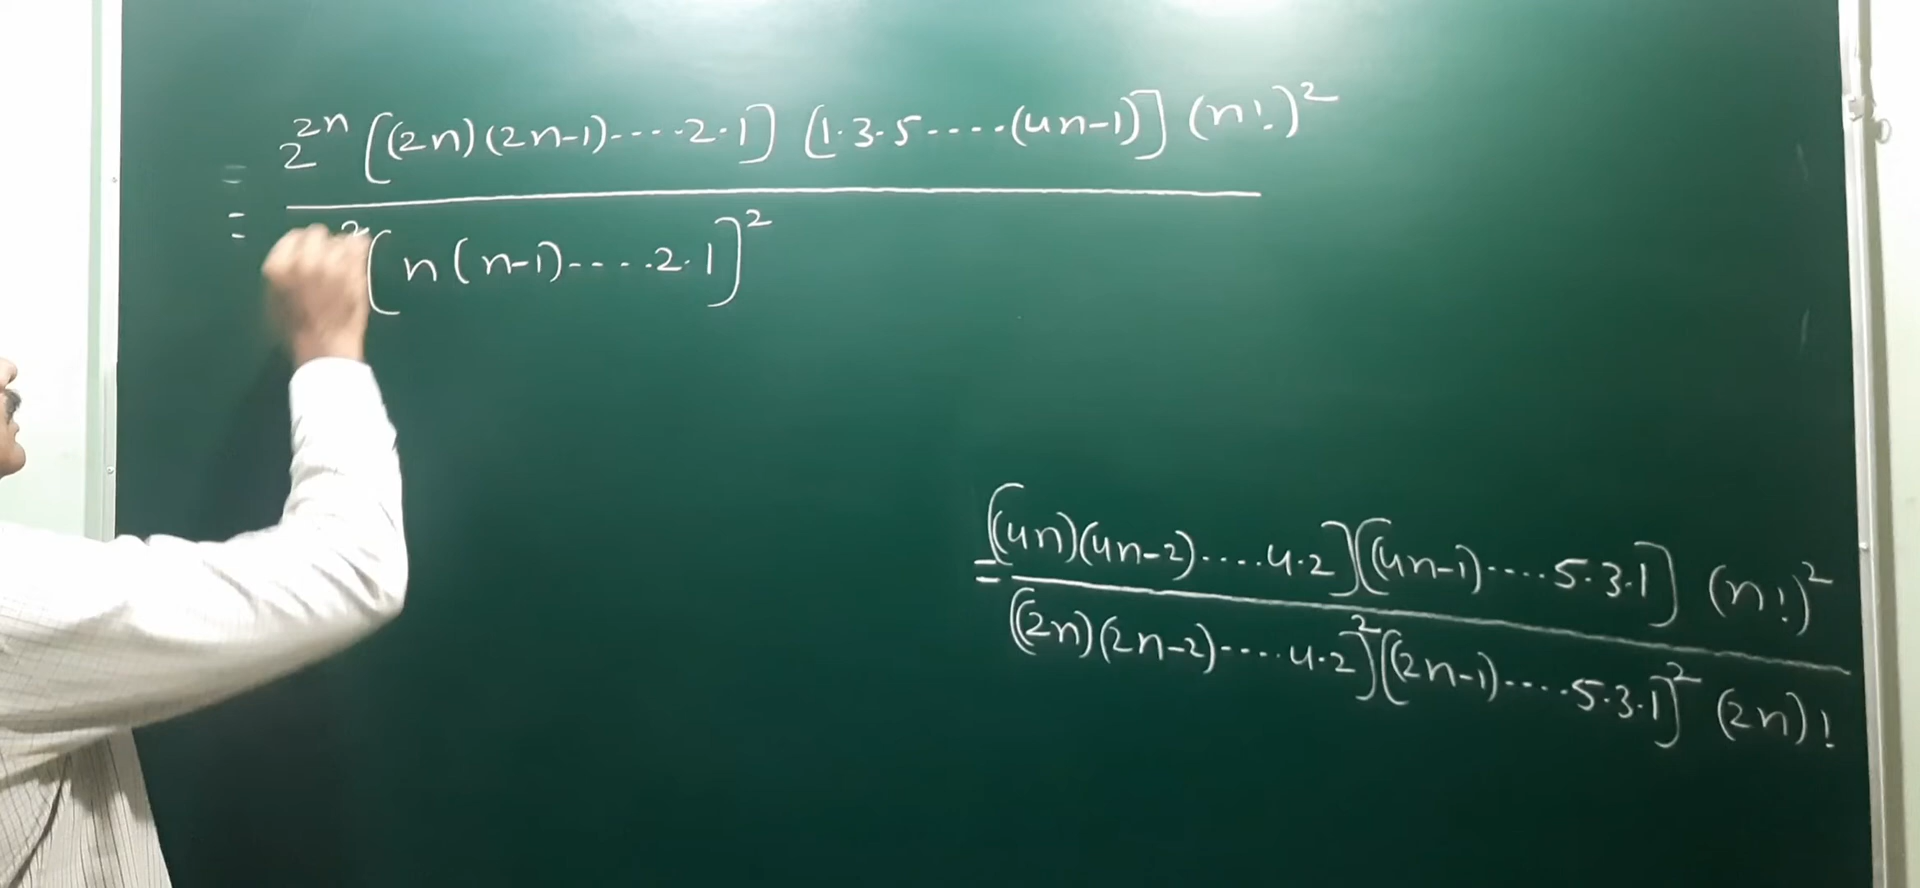 = 2^{2n} [(2n)(2n-1)----2·1] [1·3·5----(4n-1)] (n!)^2
=
2 [n(n-1)----2·1]^2
= [(4n)(4n-2)....4·2][(4n-1)....5·3·1] (n!)^2
[(2n)(2n-2)....4·2]^2[(2n-1)....5·3·1]^2 (2n)!